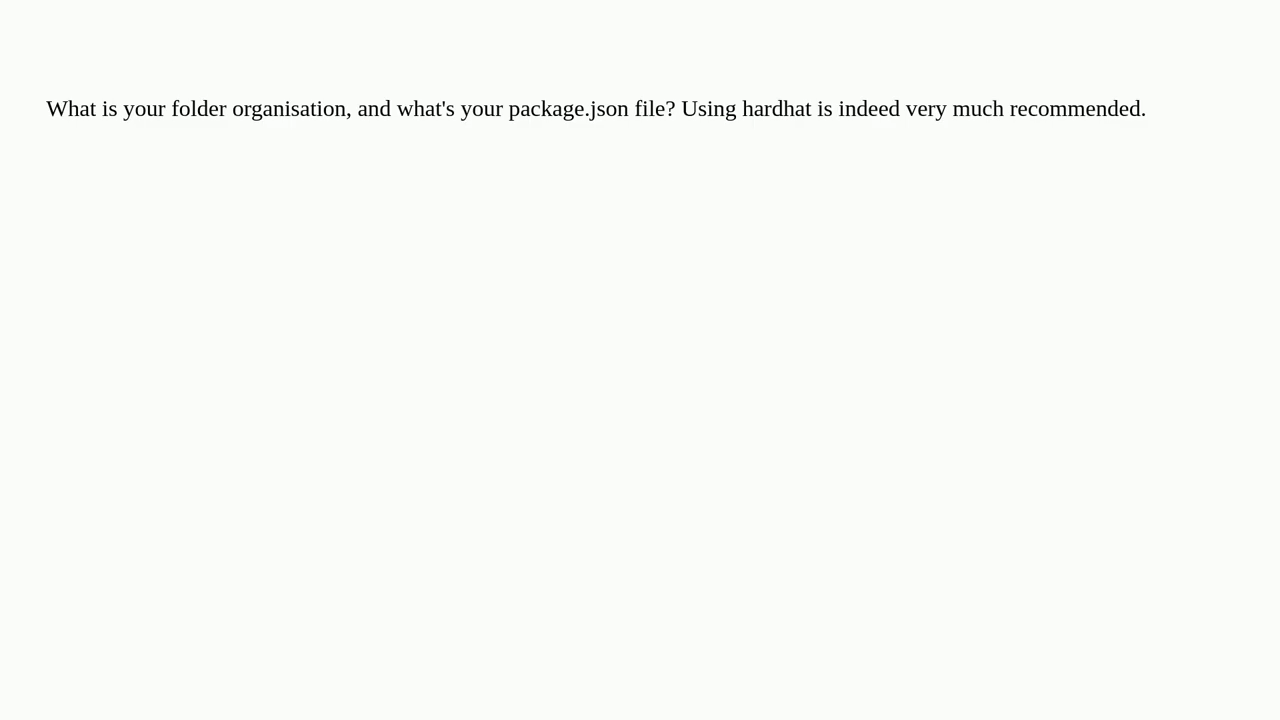 What is your folder organisation, and what's your package.json file? Using hardhat is indeed very much recommended.